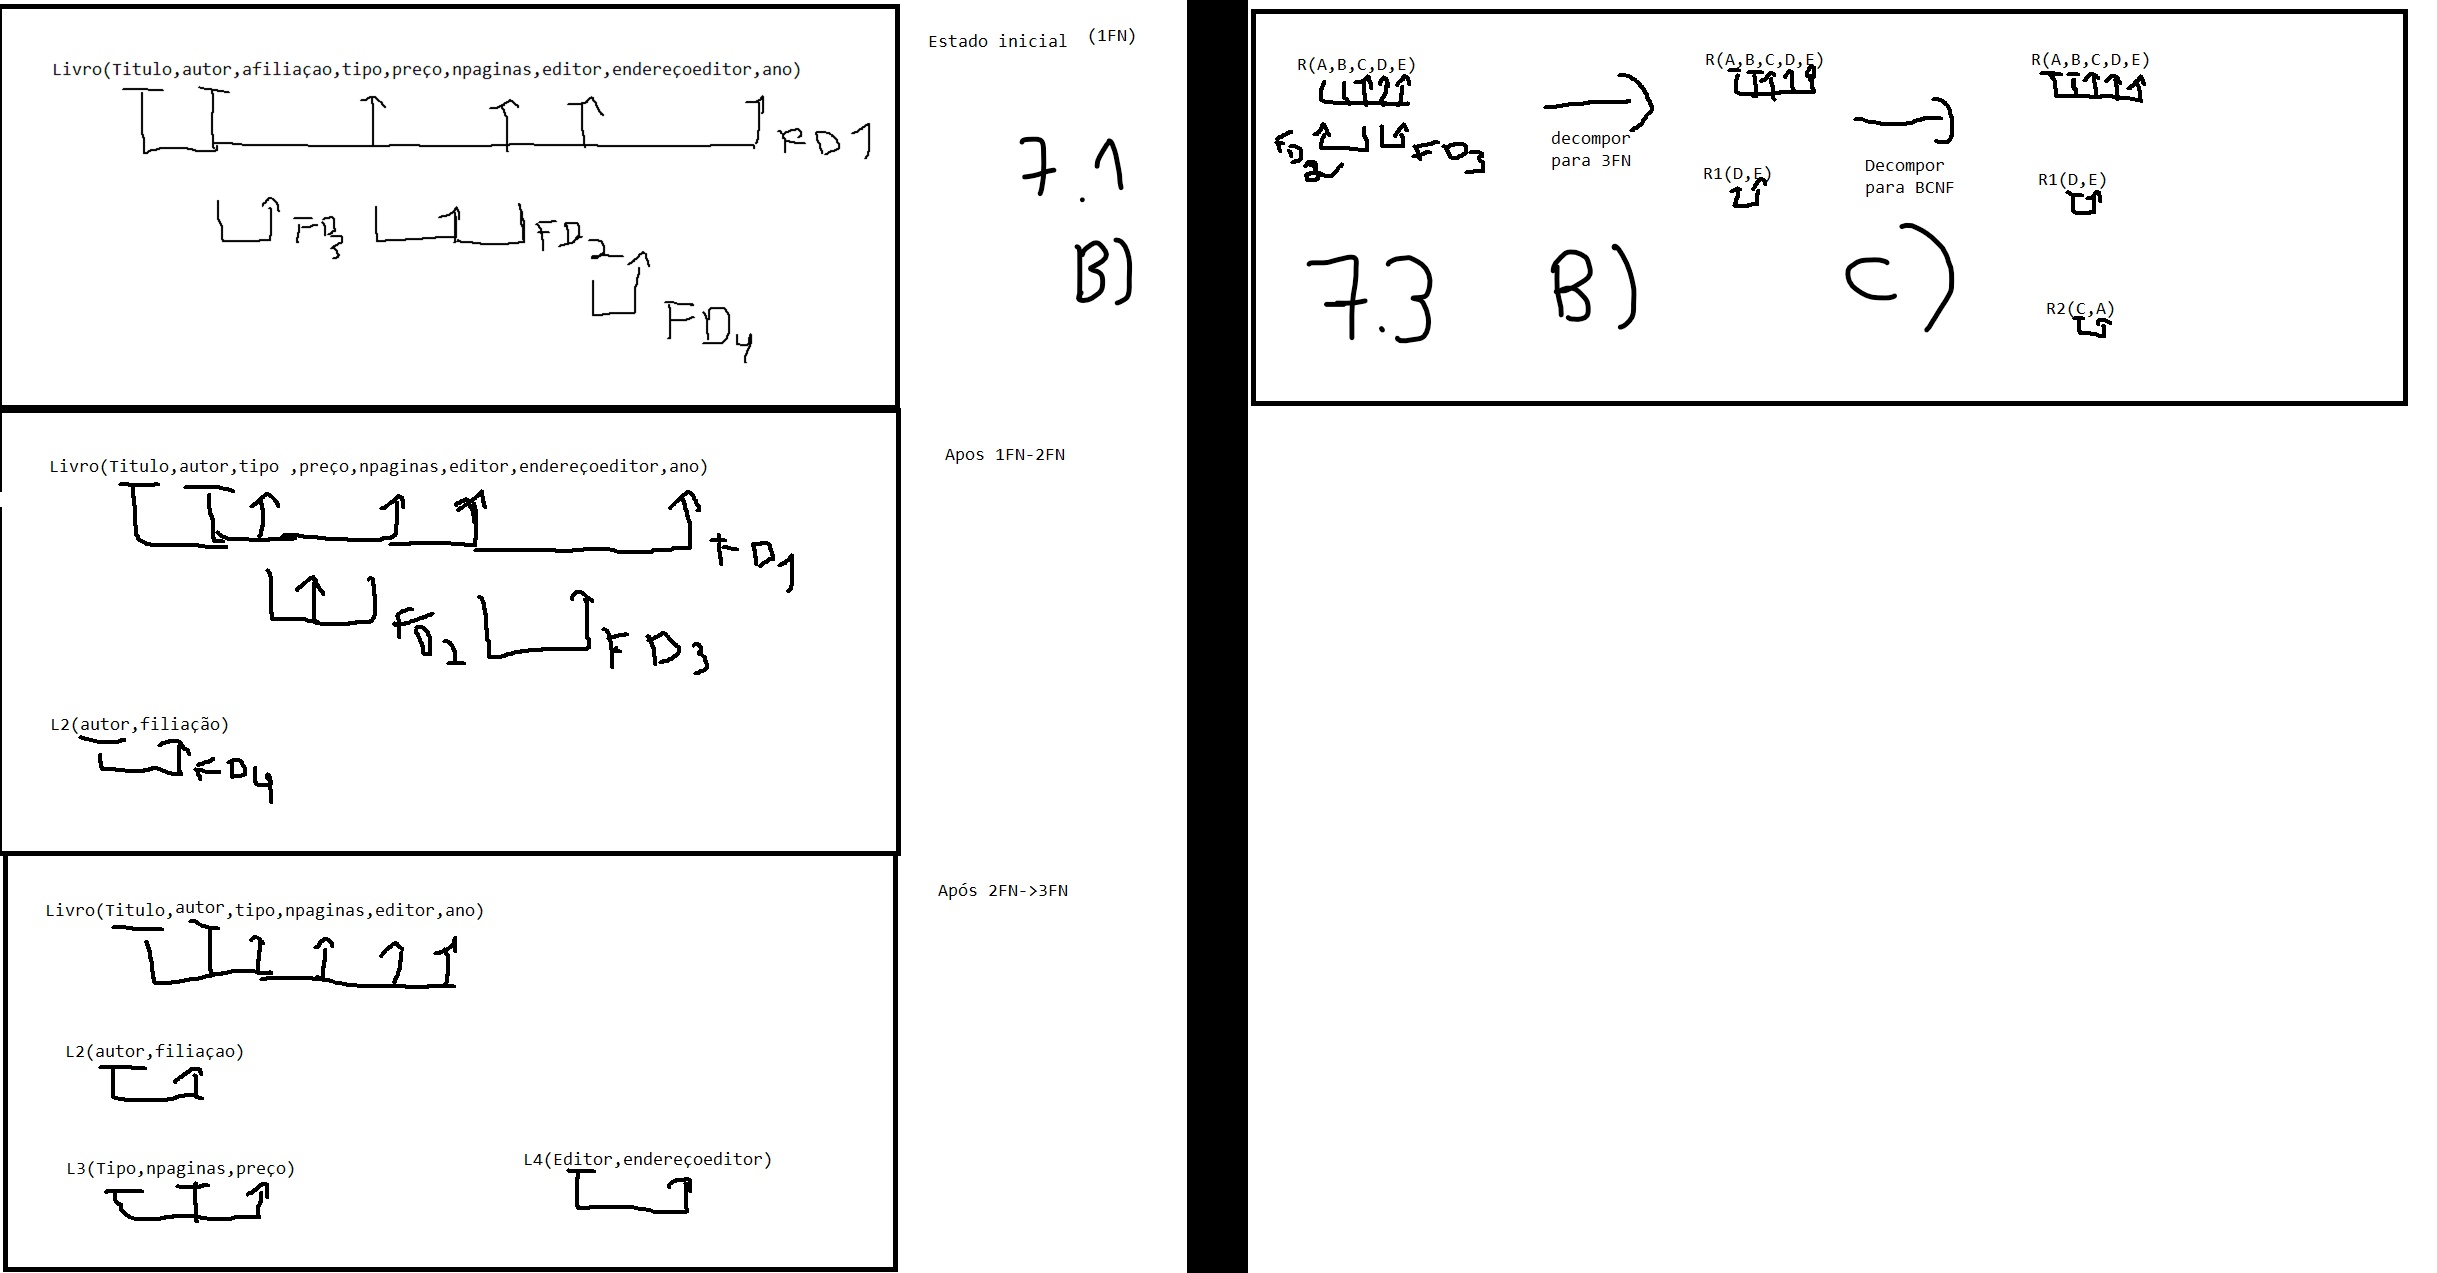 Livro(Titulo,autor,afiliaçao,tipo,preço,npaginas,editor,endereçoeditor,ano)
FD1
FD3
FD2
FD4
Estado inicial (1FN)
7.1
B)
Livro(Titulo,autor,tipo ,preço,npaginas,editor,endereçoeditor,ano)
FD1
FD2
FD3
L2(autor,filiação)
FD4
Apos 1FN-2FN
Livro(Titulo,autor,tipo,npaginas,editor,ano)
L2(autor,filiaçao)
L3(Tipo,npaginas,preço)
L4(Editor,endereçoeditor)
Após 2FN->3FN
R(A,B,C,D,E)
FD2
FD3
decompor
para 3FN
R(A,B,C,D,E)
R1(D,E)
Decompor
para BCNF
R(A,B,C,D,E)
R1(D,E)
R2(C,A)
7.3
B)
C)